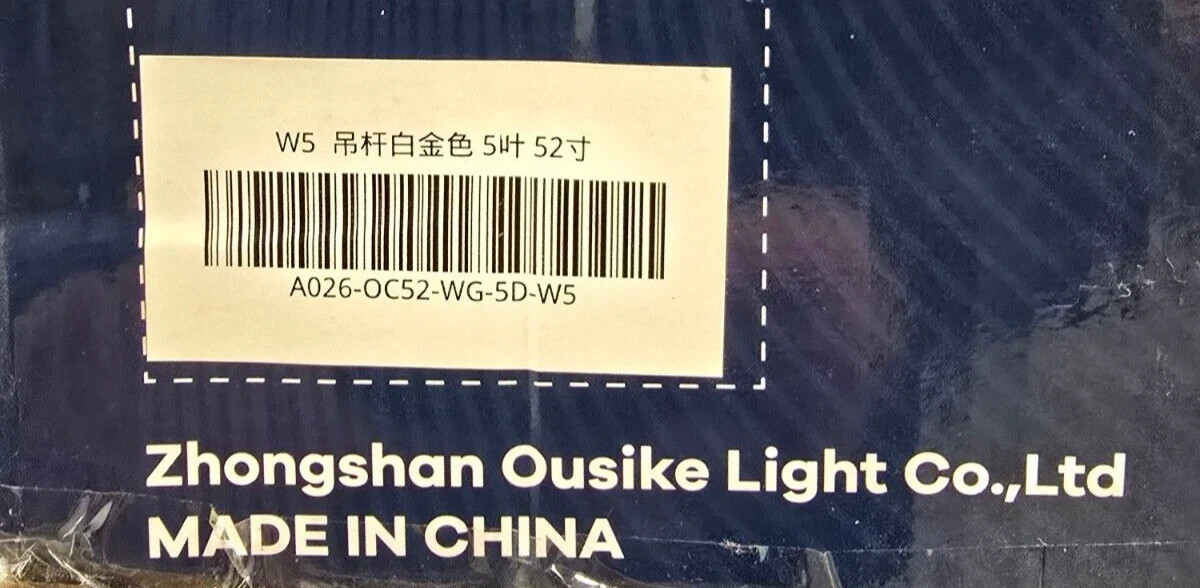 W5 吊杆白金色 5叶 52寸
A026-OC52-WG-5D-W5
Zhongshan Ousike Light Co.,Ltd
MADE IN CHINA